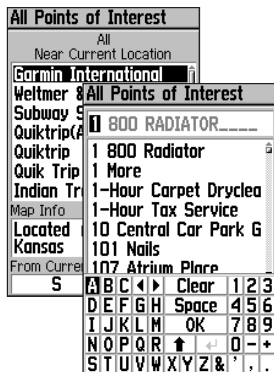 All Points of Interest
All
Near Current Location
Garmin International
Weltmer &
Subway S
Quiktrip(A
Quiktrip
Quik Trip
Indian Tr
Map Info
Located
Kansas
From Curre
S
All Points of Interest
1 800 RADIATOR____
1 800 Radiator
1 More
1-Hour Carpet Dryclea
1-Hour Tax Service
10 Central Car Park G
101 Nails
107 Atrium Place
A B C Clear 1 2 3
D E F G H Space 4 5 6
I J K L M OK 7 8 9
N O P Q R 0 - +
S T U V W X Y Z & ' , .